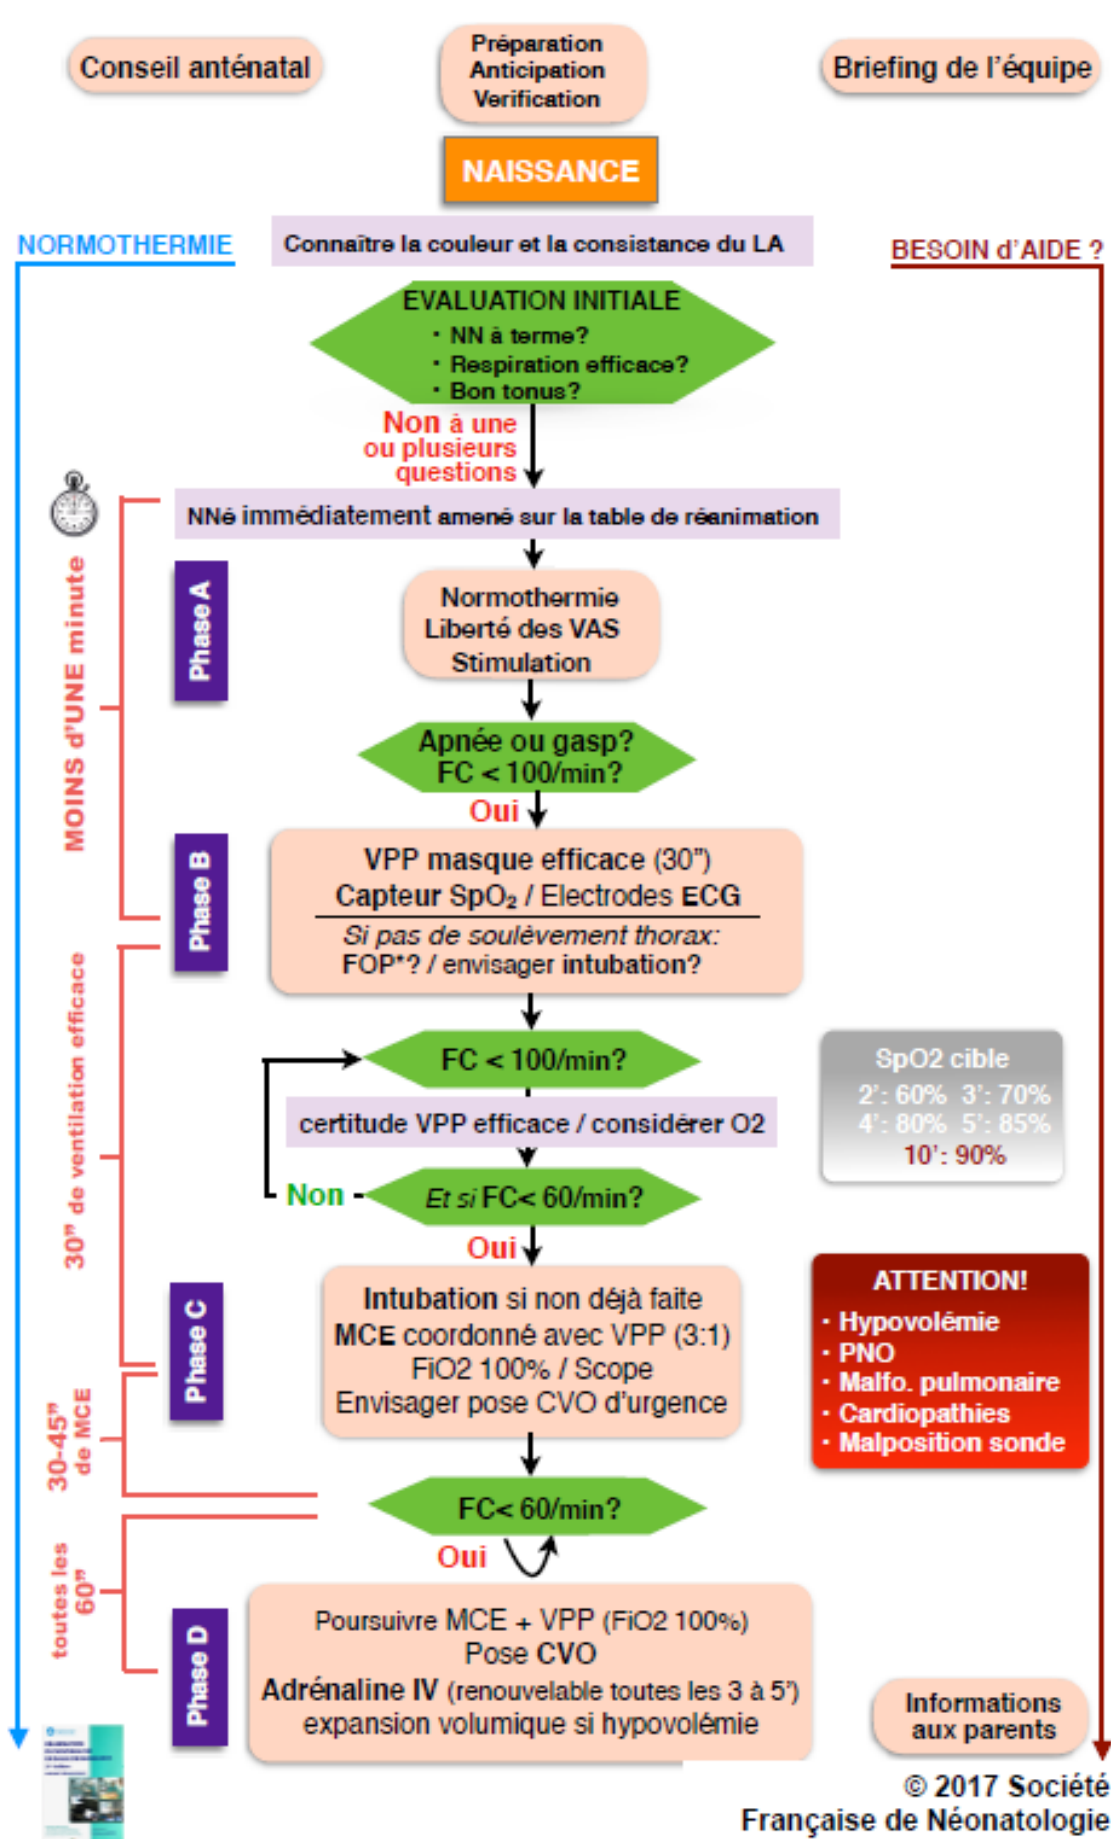 Conseil anténatal
Préparation
Anticipation
Verification
Briefing de l'équipe
NAISSANCE
NORMOTHERMIE
Connaître la couleur et la consistance du LA
BESOIN d'AIDE ?
EVALUATION INITIALE
· NN à terme?
· Respiration efficace?
· Bon tonus?
Non à une
ou plusieurs
questions
NNé immédiatement amené sur la table de réanimation
MOINS d'UNE minute
Phase A
Normothermie
Liberté des VAS
Stimulation
Apnée ou gasp?
FC < 100/min?
Oui
Phase B
VPP masque efficace (30")
Capteur SpO₂ / Electrodes ECG
Si pas de soulèvement thorax:
FOP*? / envisager intubation?
30" de ventilation efficace
FC < 100/min?
certitude VPP efficace / considérer O2
Non
Et si FC< 60/min?
Oui
SpO2 cible
2': 60% 3': 70%
4': 80% 5': 85%
10': 90%
Phase C
Intubation si non déjà faite
MCE coordonné avec VPP (3:1)
FiO2 100% / Scope
Envisager pose CVO d'urgence
ATTENTION!
· Hypovolémie
· PNO
· Malfo. pulmonaire
· Cardiopathies
· Malposition sonde
30-45"
de MCE
FC< 60/min?
Oui
toutes les
60"
Phase D
Poursuivre MCE + VPP (FiO2 100%)
Pose CVO
Adrénaline IV (renouvelable toutes les 3 à 5')
expansion volumique si hypovolémie
Informations
aux parents
© 2017 Société
Française de Néonatologie